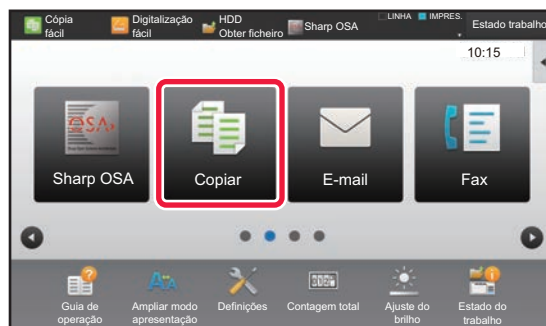 Cópia
fácil
Digitalização
fácil
HDD
Obter ficheiro
Sharp OSA
LINHA
IMPRES.
Estado trabalho
10:15
OSA
Sharp OSA
Copiar
E-mail
Fax
Guia de
operação
Ampliar modo
apresentação
Definições
Contagem total
Ajuste do
brilho
Estado do
trabalho